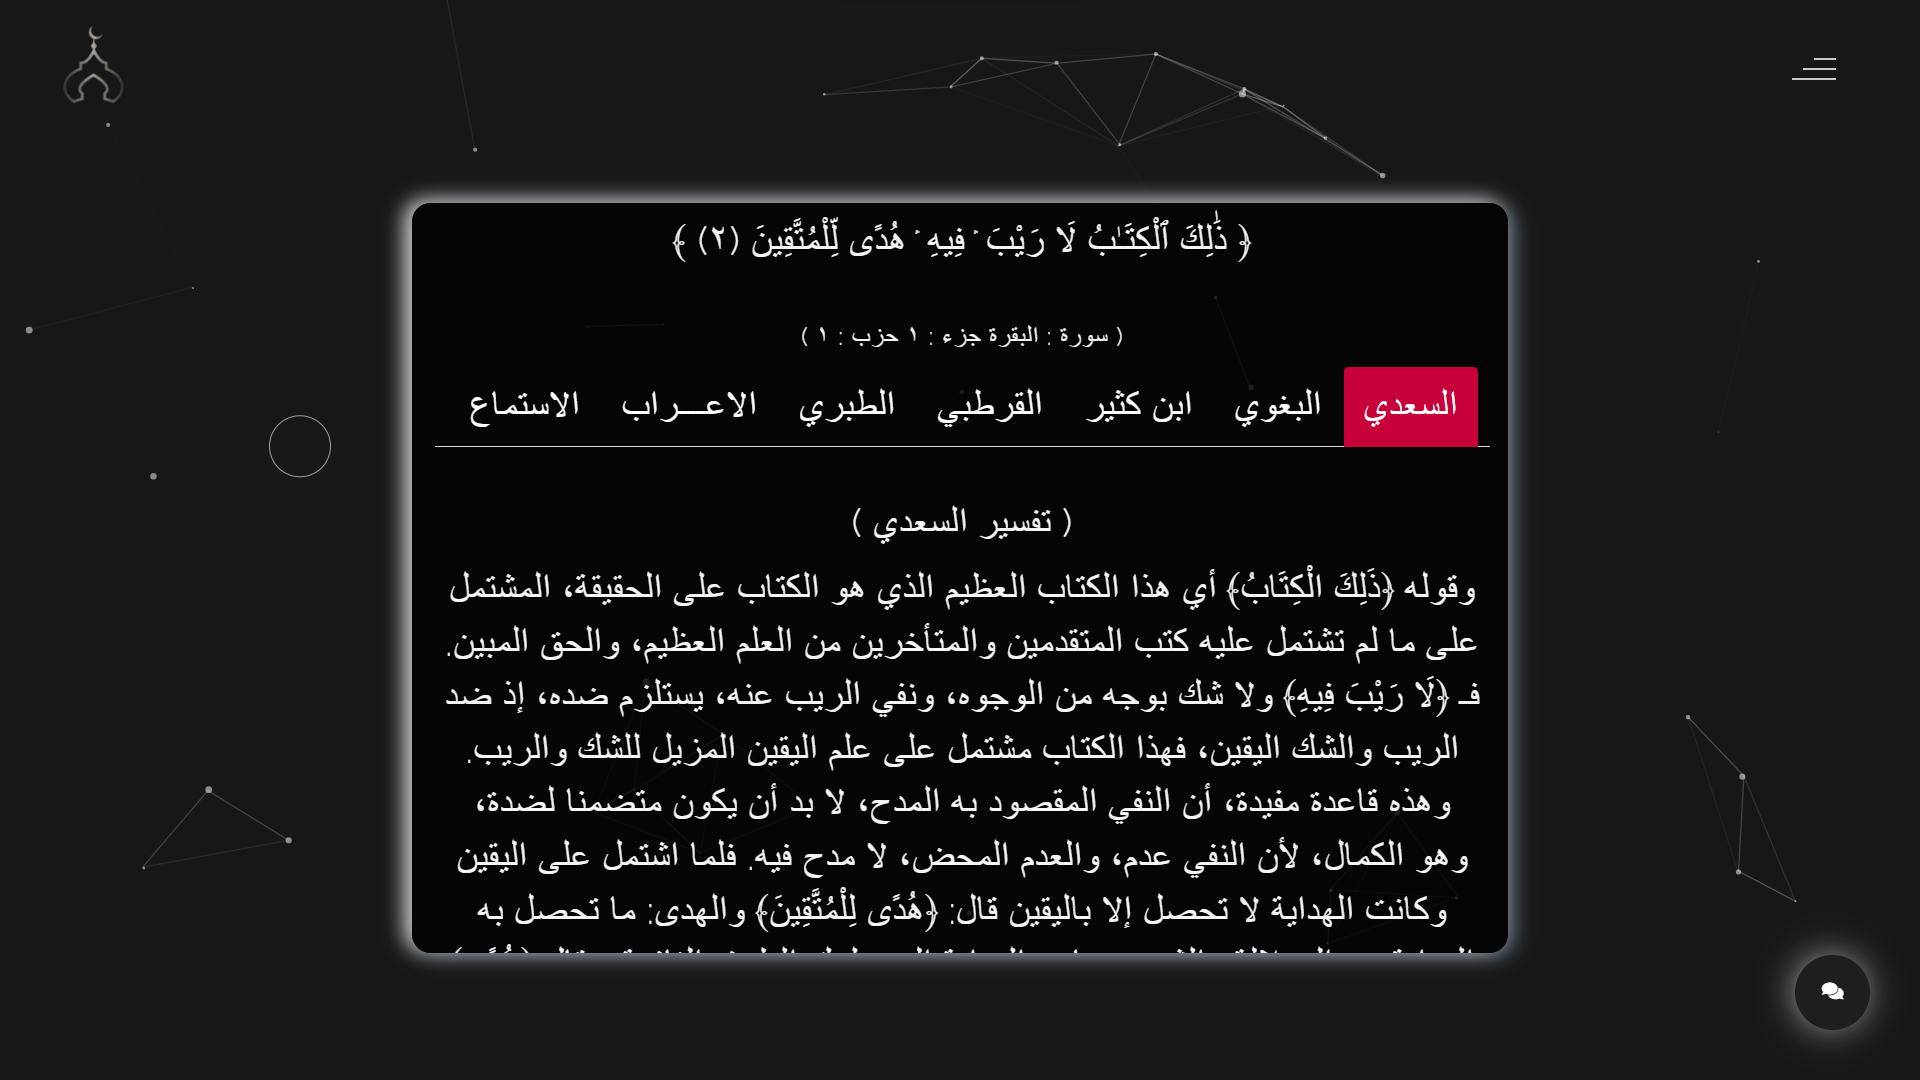 ﴿ ذَٰلِكَ ٱلْكِتَـٰبُ لَا رَيْبَ ۛ فِيهِ ۛ هُدًى لِّلْمُتَّقِينَ (٢) ﴾
( سورة : البقرة جزء : ١ حزب : ١ )
السعدي البغوي ابن كثير القرطبي الطبري الاعـــراب الاستماع
( تفسير السعدي )
وقوله ﴿ذَلِكَ الْكِتَابُ﴾ أي هذا الكتاب العظيم الذي هو الكتاب على الحقيقة، المشتمل
على ما لم تشتمل عليه كتب المتقدمين والمتأخرين من العلم العظيم، والحق المبين.
فـ ﴿لَا رَيْبَ فِيهِ﴾ ولا شك بوجه من الوجوه، ونفي الريب عنه، يستلزم ضده، إذ ضد
الريب والشك اليقين، فهذا الكتاب مشتمل على علم اليقين المزيل للشك والريب.
وهذه قاعدة مفيدة، أن النفي المقصود به المدح، لا بد أن يكون متضمنا لضدة،
وهو الكمال، لأن النفي عدم، والعدم المحض، لا مدح فيه. فلما اشتمل على اليقين
وكانت الهداية لا تحصل إلا باليقين قال: ﴿هُدًى لِلْمُتَّقِينَ﴾ والهدى: ما تحصل به